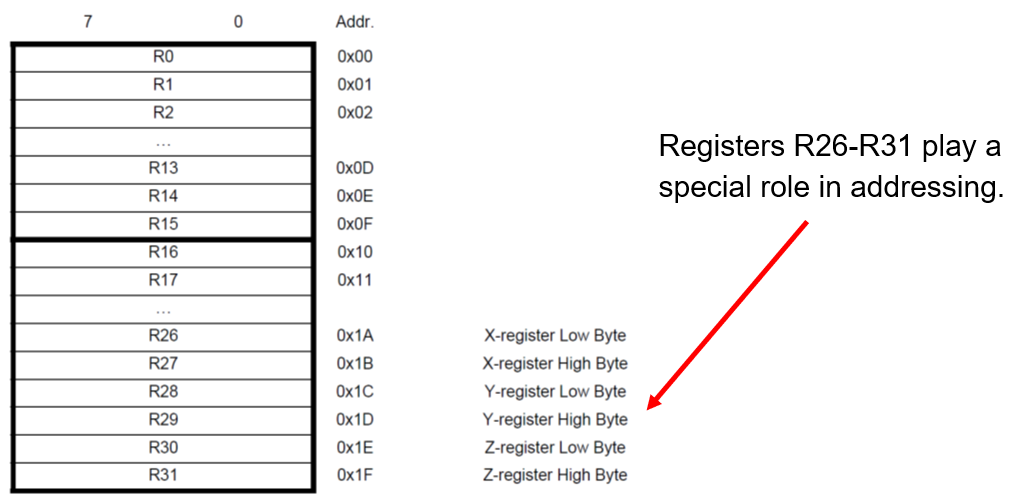 7 0 Addr.
R0 0x00
R1 0x01
R2 0x02
...
R13 0x0D
R14 0x0E
R15 0x0F
R16 0x10
R17 0x11
...
R26 0x1A X-register Low Byte
R27 0x1B X-register High Byte
R28 0x1C Y-register Low Byte
R29 0x1D Y-register High Byte
R30 0x1E Z-register Low Byte
R31 0x1F Z-register High Byte
Registers R26-R31 play a
special role in addressing.